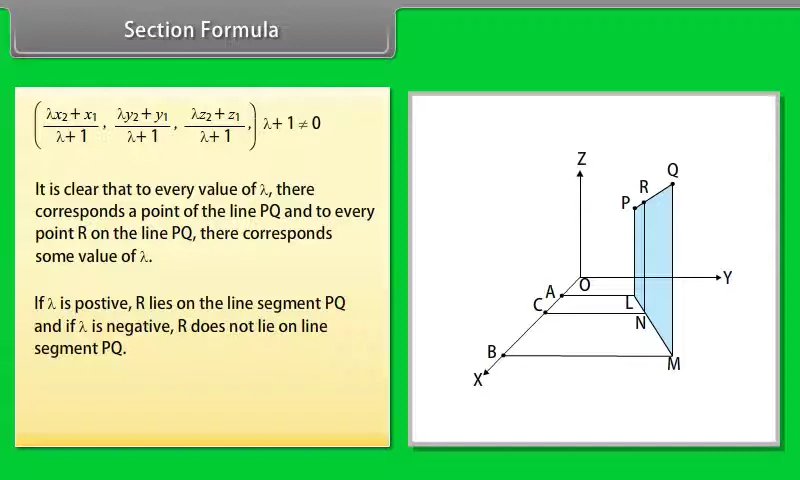 Section Formula
(λx₂ + x₁ / λ + 1, λy₂ + y₁ / λ + 1, λz₂ + z₁ / λ + 1,) λ + 1 ≠ 0
It is clear that to every value of λ, there
corresponds a point of the line PQ and to every
point R on the line PQ, there corresponds
some value of λ.
If λ is postive, R lies on the line segment PQ
and if λ is negative, R does not lie on line
segment PQ.
Z
Q
R
P
O
Y
A
L
C
N
B
M
X